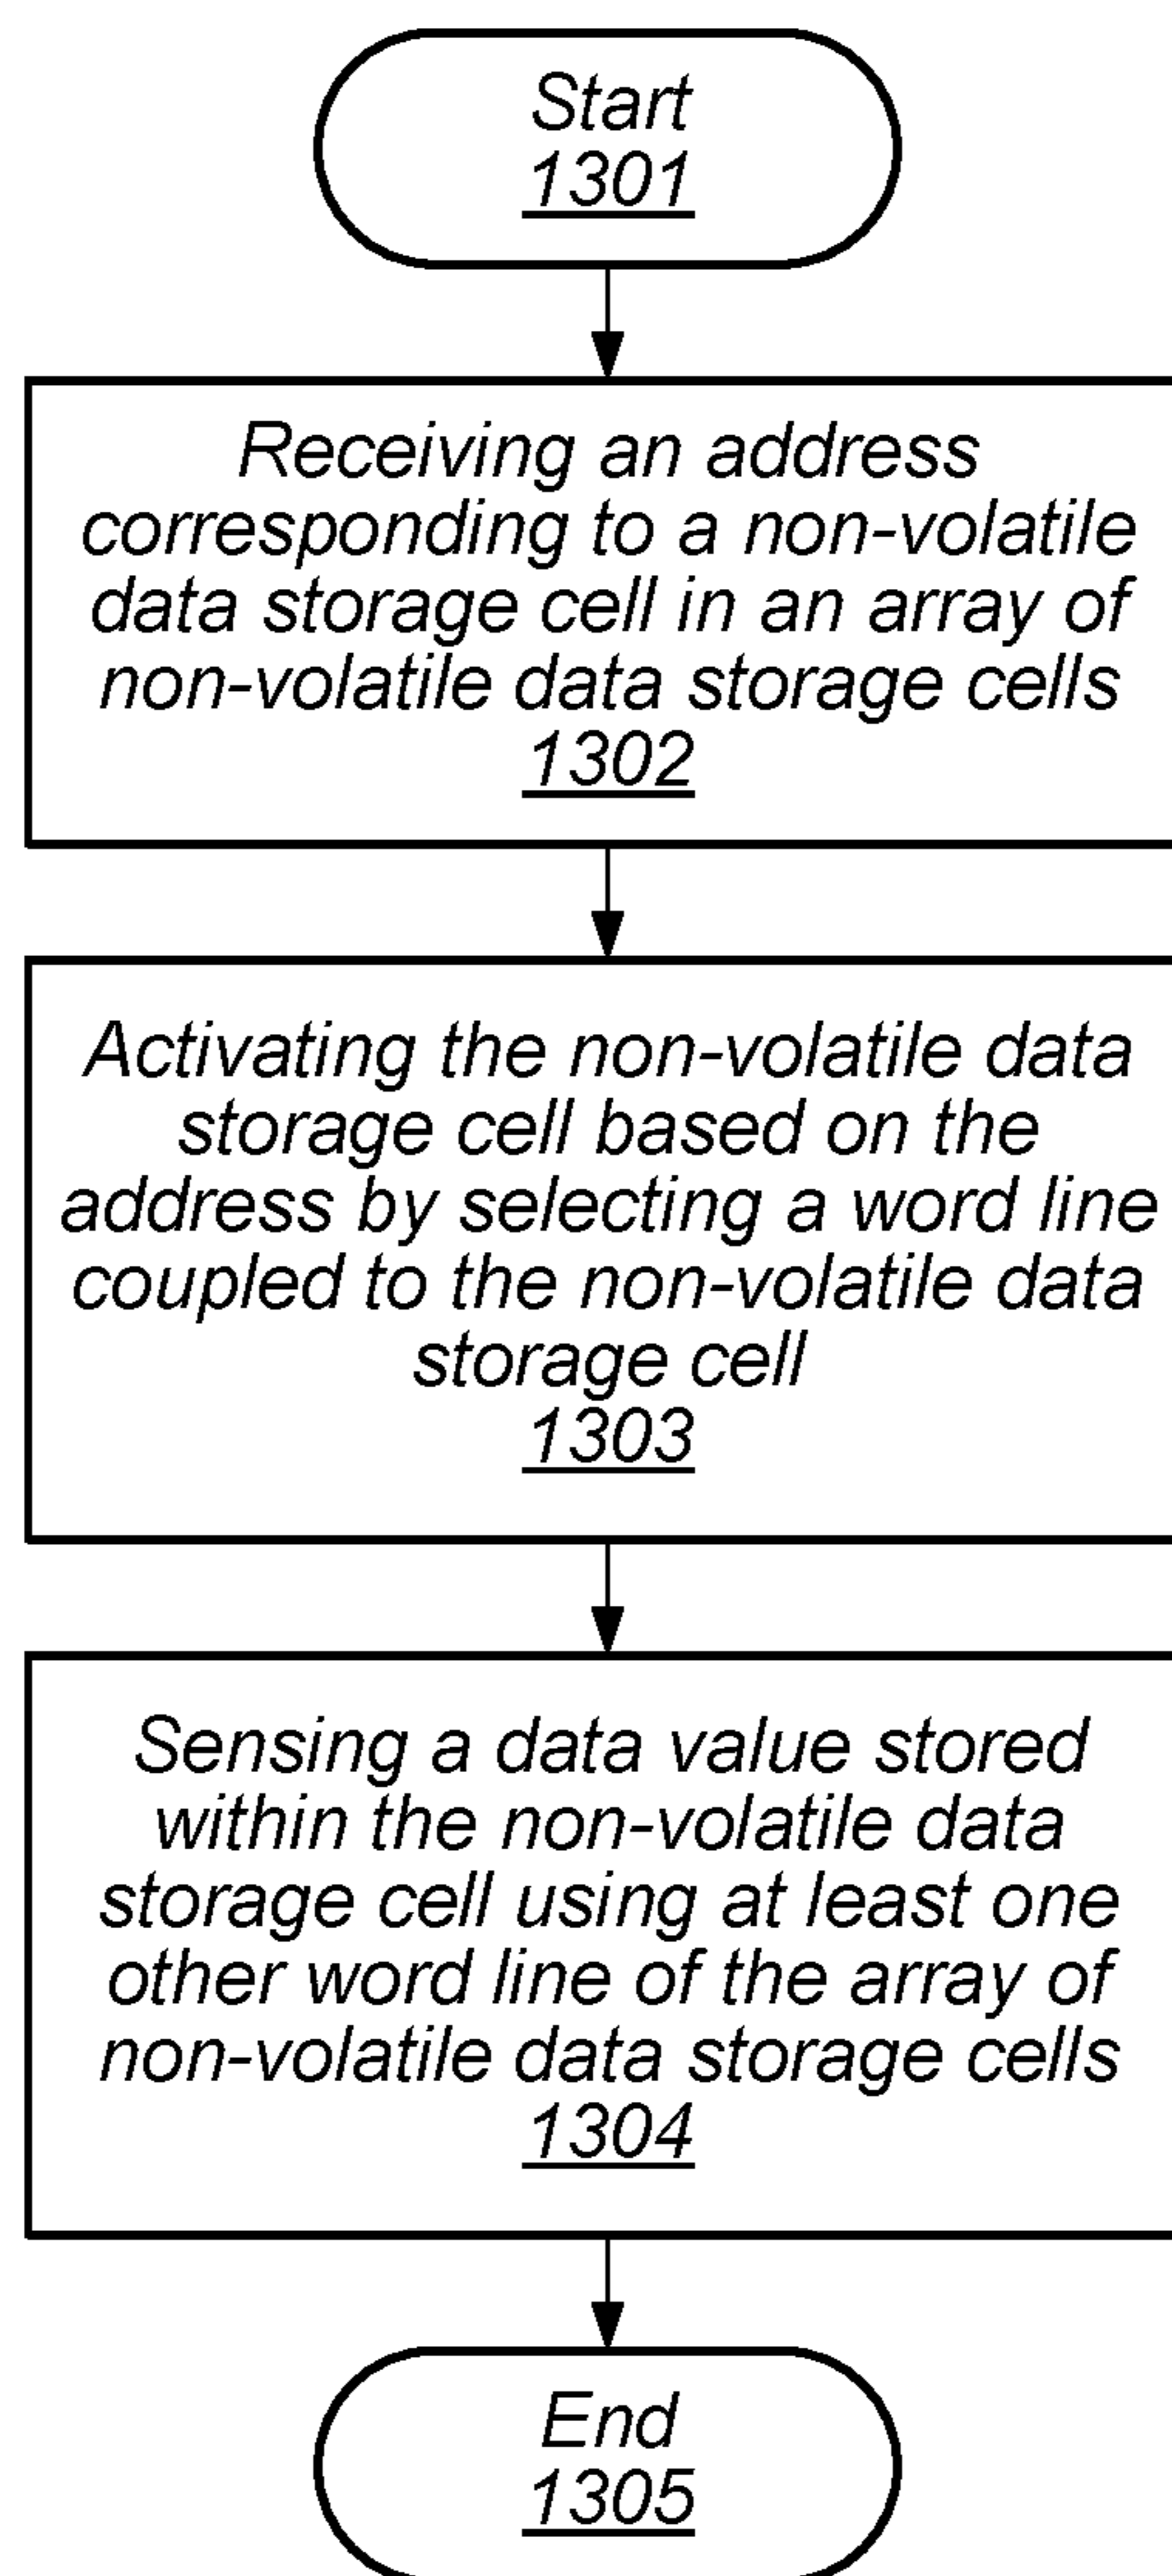 Start
1301
Receiving an address
corresponding to a non-volatile
data storage cell in an array of
non-volatile data storage cells
1302
Activating the non-volatile data
storage cell based on the
address by selecting a word line
coupled to the non-volatile data
storage cell
1303
Sensing a data value stored
within the non-volatile data
storage cell using at least one
other word line of the array of
non-volatile data storage cells
1304
End
1305